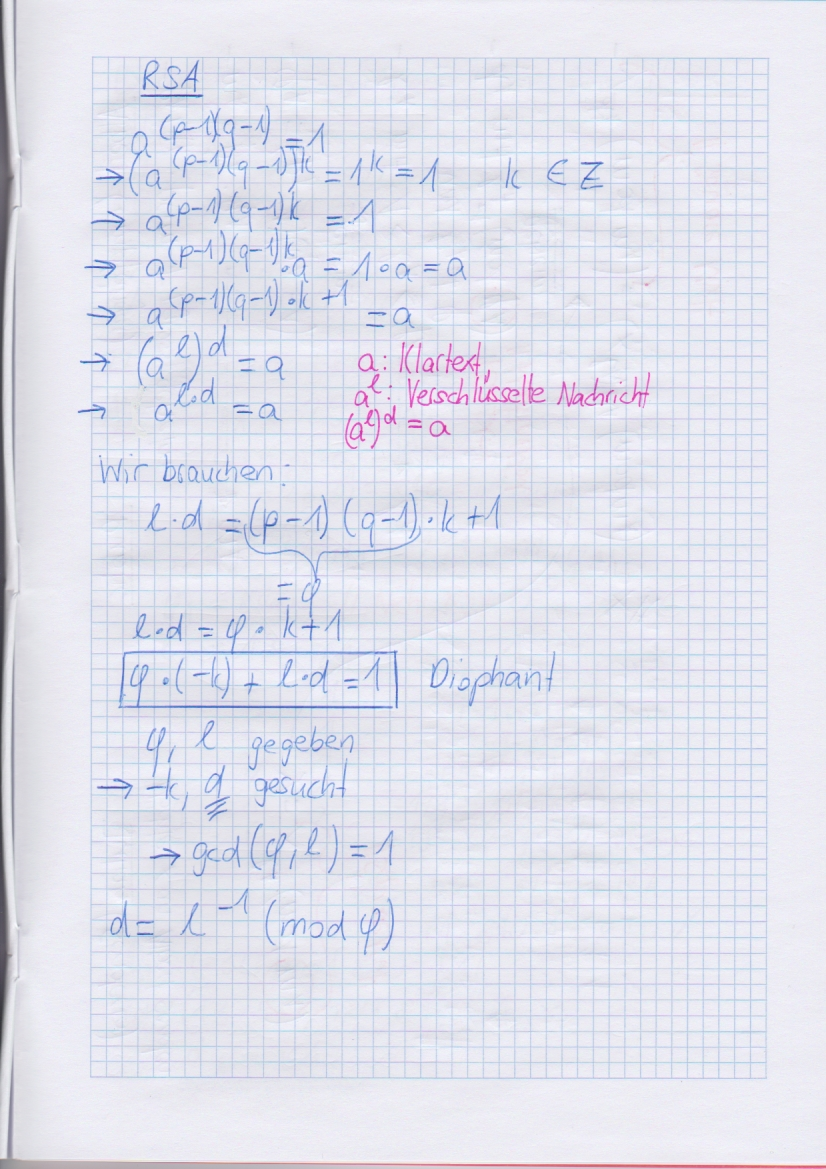 RSA
a^(p-1)(q-1) = 1
→ (a^(p-1)(q-1))^k = 1^k = 1 k ∈ Z
→ a^(p-1)(q-1)k = 1
→ a^(p-1)(q-1)k · a = 1 · a = a
→ a^(p-1)(q-1)·k+1 = a
→ (a^l)^d = a
→ a^l·d = a
a: Klartext,
a^l: Verschlüsselte Nachricht
(a^l)^d = a
Wir brauchen:
l·d = (p-1)(q-1)·k+1
= φ
l·d = φ·k+1
φ·(-k) + l·d = 1 Diophant
φ, l gegeben
→ -k, d gesucht
→ gcd(φ, l) = 1
d = l^-1 (mod φ)